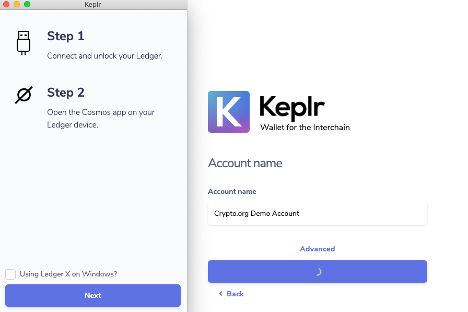 Keplr
Step 1
Connect and unlock your Ledger.
Step 2
Open the Cosmos app on your
Ledger device.
Using Ledger X on Windows?
Next
K Keplr
Wallet for the Interchain
Account name
Account name
Crypto.org Demo Account
Advanced
Back